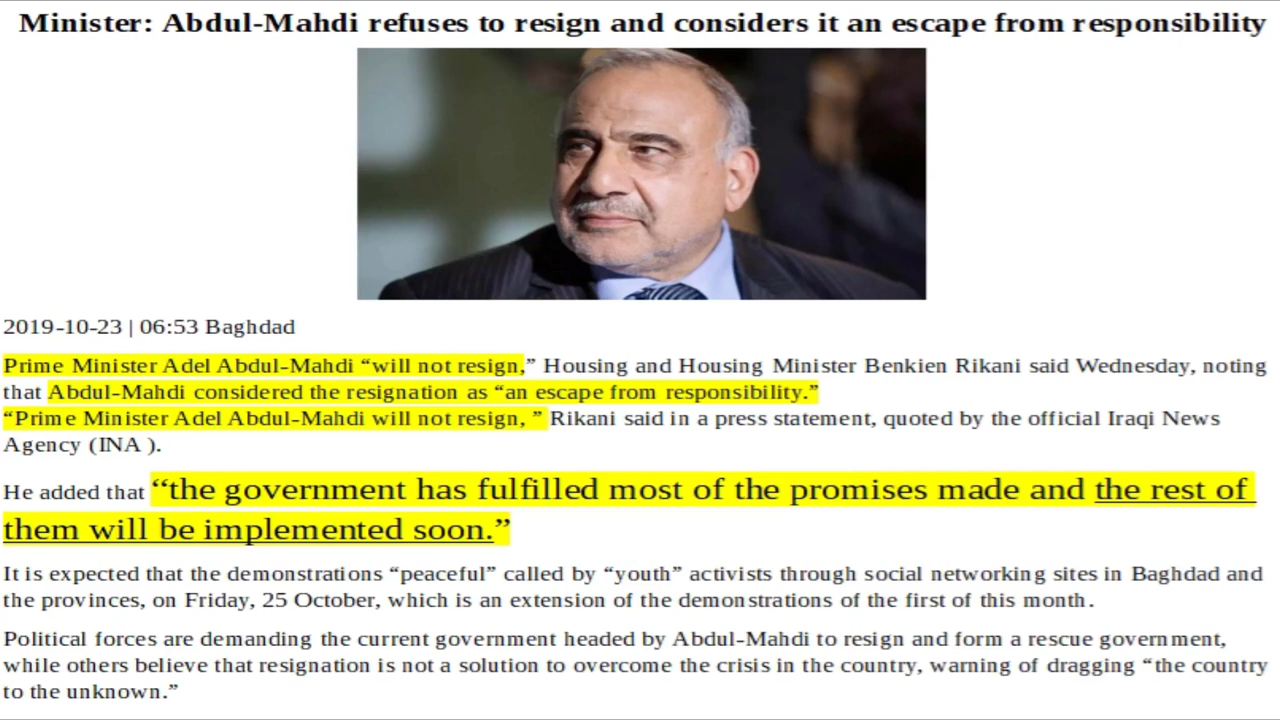 Minister: Abdul-Mahdi refuses to resign and considers it an escape from responsibility
2019-10-23 | 06:53 Baghdad
Prime Minister Adel Abdul-Mahdi “will not resign,” Housing and Housing Minister Benkien Rikani said Wednesday, noting
that Abdul-Mahdi considered the resignation as “an escape from responsibility.”
“Prime Minister Adel Abdul-Mahdi will not resign, ” Rikani said in a press statement, quoted by the official Iraqi News
Agency (INA ).
He added that “the government has fulfilled most of the promises made and the rest of
them will be implemented soon.”
It is expected that the demonstrations “peaceful” called by “youth” activists through social networking sites in Baghdad and
the provinces, on Friday, 25 October, which is an extension of the demonstrations of the first of this month.
Political forces are demanding the current government headed by Abdul-Mahdi to resign and form a rescue government,
while others believe that resignation is not a solution to overcome the crisis in the country, warning of dragging “the country
to the unknown.”